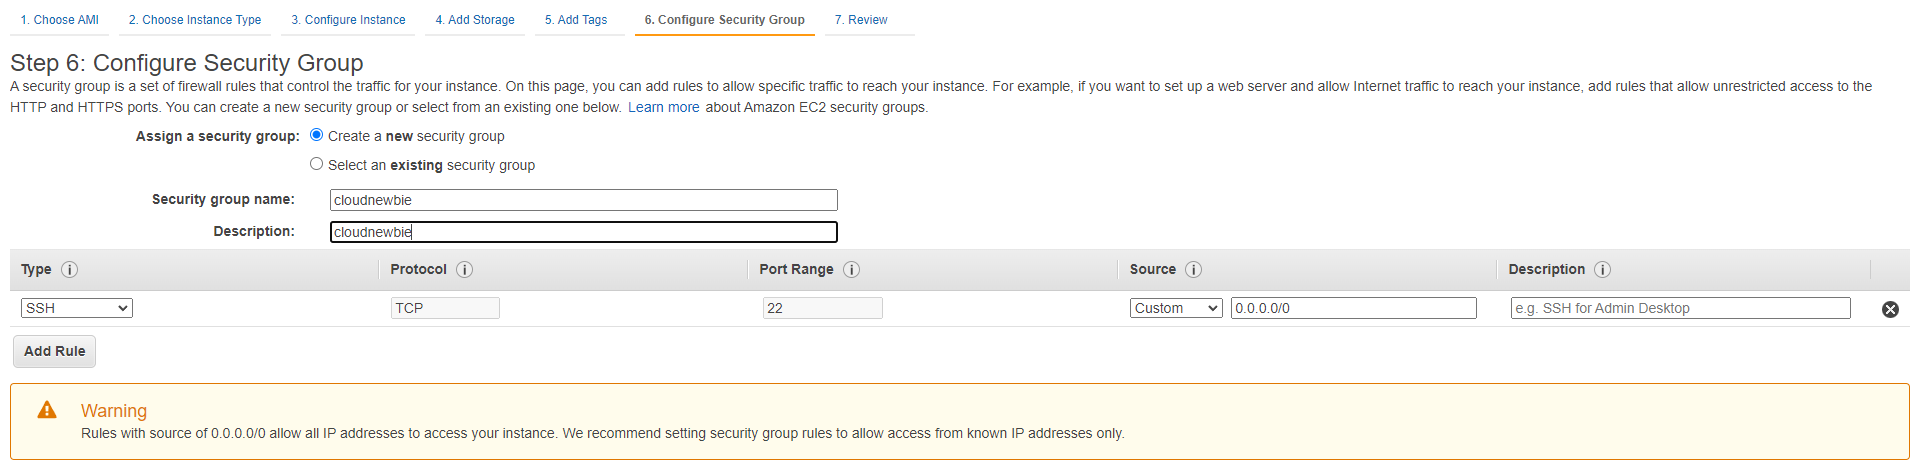 1. Choose AMI 2. Choose Instance Type 3. Configure Instance 4. Add Storage 5. Add Tags 6. Configure Security Group 7. Review
Step 6: Configure Security Group
A security group is a set of firewall rules that control the traffic for your instance. On this page, you can add rules to allow specific traffic to reach your instance. For example, if you want to set up a web server and allow Internet traffic to reach your instance, add rules that allow unrestricted access to the
HTTP and HTTPS ports. You can create a new security group or select from an existing one below. Learn more about Amazon EC2 security groups.
Assign a security group: Create a new security group
Select an existing security group
Security group name: cloudnewbie
Description: cloudnewbie
Type i Protocol i Port Range i Source i Description i
SSH TCP 22 Custom 0.0.0.0/0 e.g. SSH for Admin Desktop
Add Rule
Warning
Rules with source of 0.0.0.0/0 allow all IP addresses to access your instance. We recommend setting security group rules to allow access from known IP addresses only.